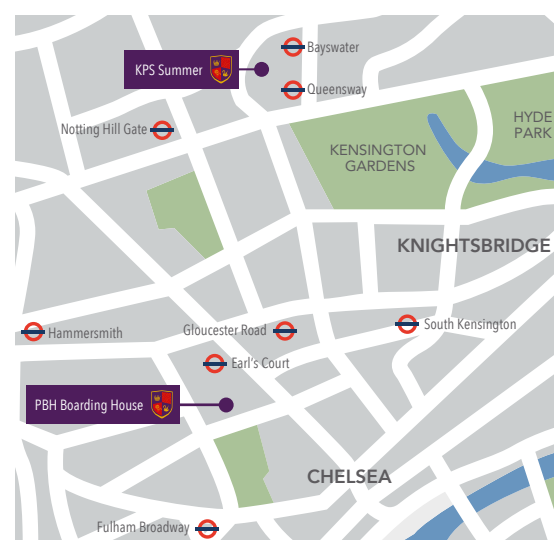 Bayswater
KPS Summer
Queensway
HYDE
PARK
Notting Hill Gate
KENSINGTON
GARDENS
KNIGHTSBRIDGE
South Kensington
Gloucester Road
Hammersmith
Earl's Court
PBH Boarding House
CHELSEA
Fulham Broadway